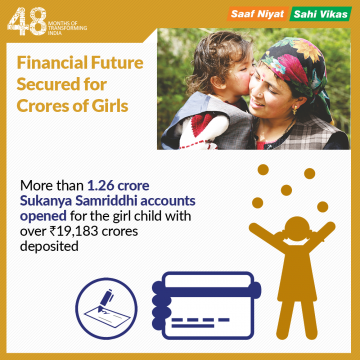 48 MONTHS OF
TRANSFORMING
INDIA
Saaf Niyat Sahi Vikas
Financial Future
Secured for
Crores of Girls
More than 1.26 crore
Sukanya Samriddhi accounts
opened for the girl child with
over ₹19,183 crores
deposited